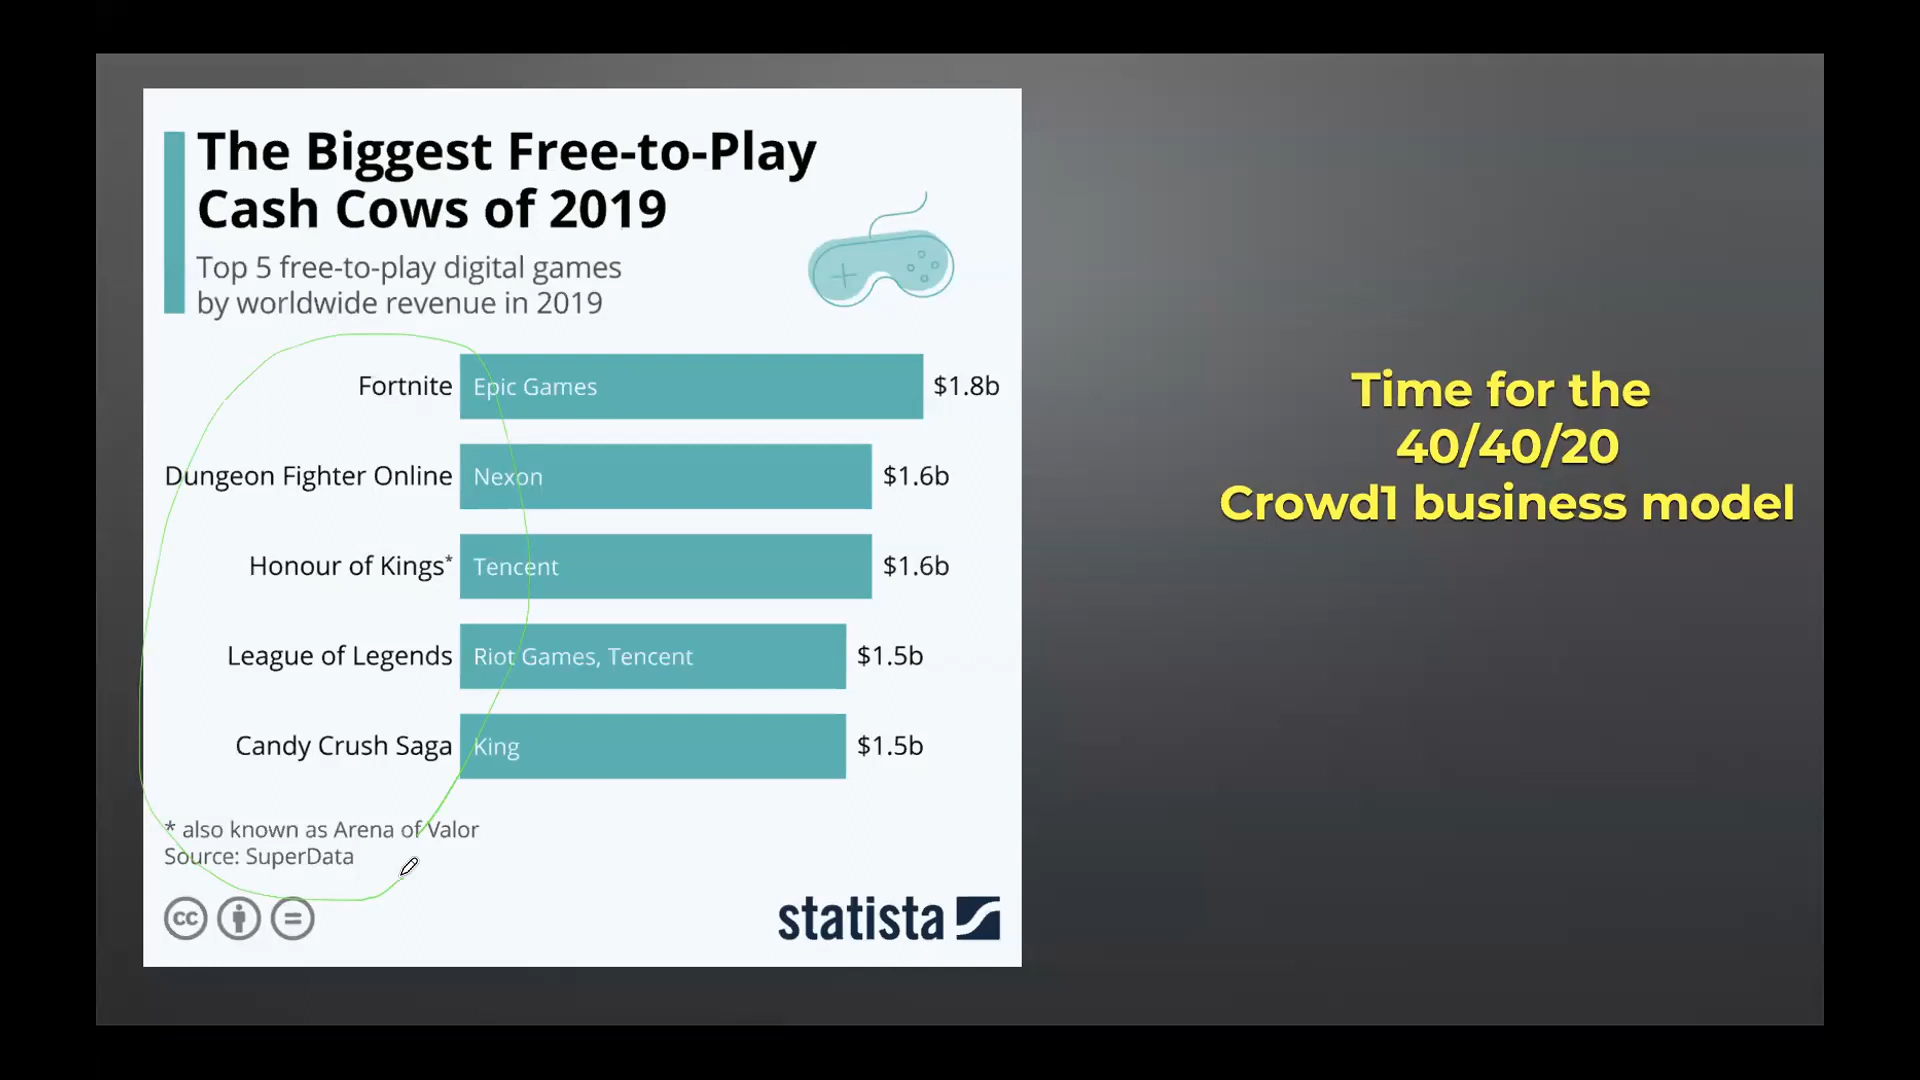 The Biggest Free-to-Play
Cash Cows of 2019
Top 5 free-to-play digital games
by worldwide revenue in 2019
Fortnite Epic Games $1.8b
Dungeon Fighter Online Nexon $1.6b
Honour of Kings* Tencent $1.6b
League of Legends Riot Games, Tencent $1.5b
Candy Crush Saga King $1.5b
* also known as Arena of Valor
Source: SuperData
cc
statista
Time for the
40/40/20
Crowd1 business model